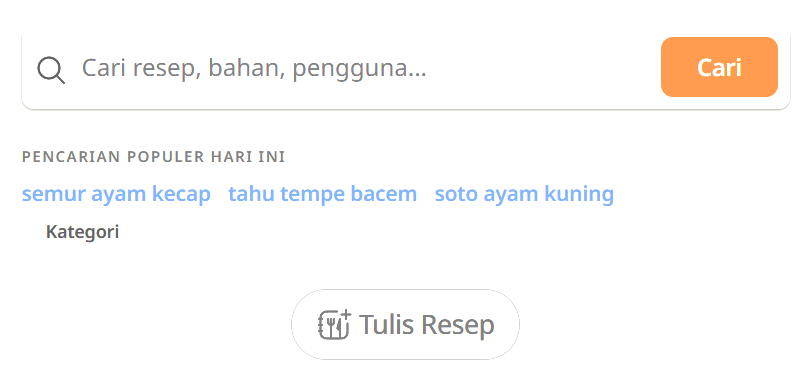 Cari resep, bahan, pengguna... Cari
PENCARIAN POPULER HARI INI
semur ayam kecap tahu tempe bacem soto ayam kuning
Kategori
Tulis Resep